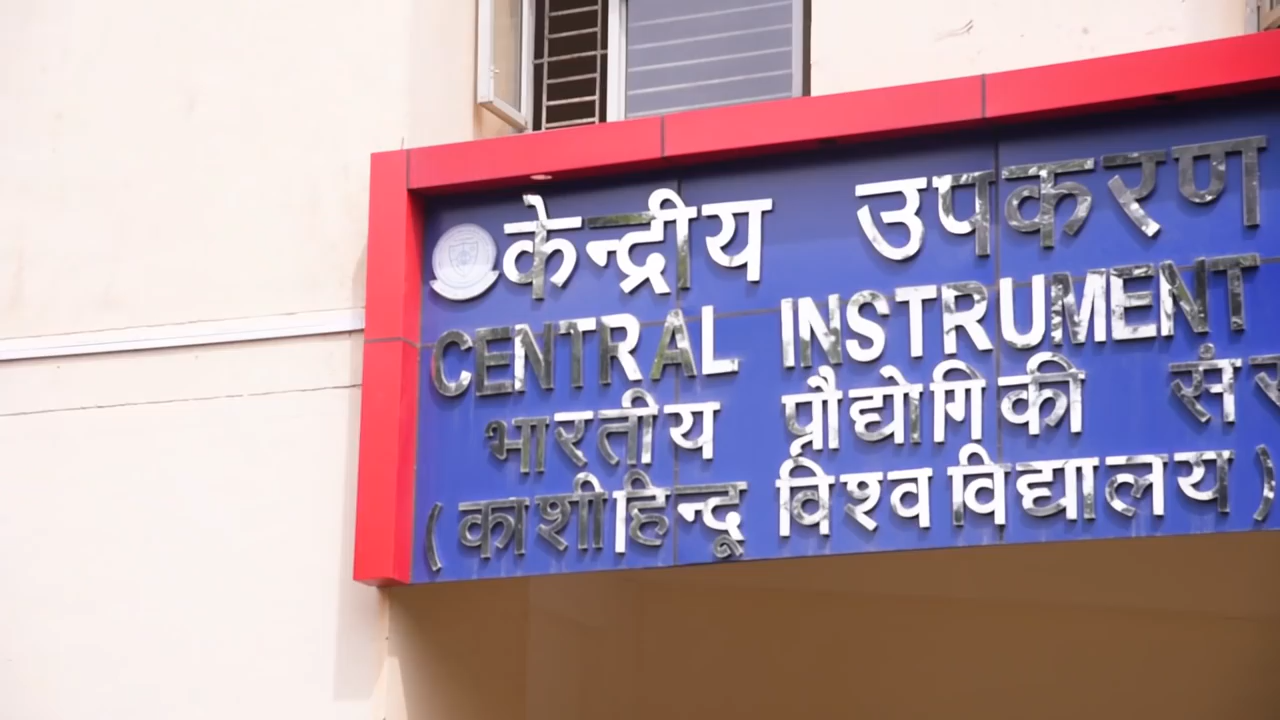 केन्द्रीय उपकरण
CENTRAL INSTRUMENT
भारतीय प्रौद्योगिकी
(काशी हिन्दू विश्वविद्यालय)